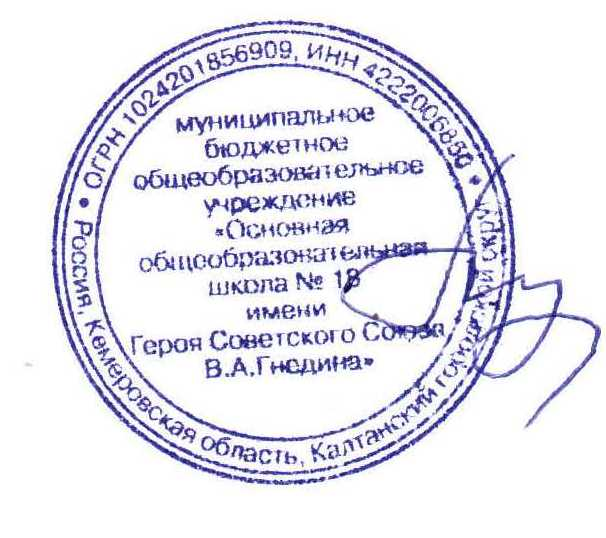 ОГРН 1024201856909, ИНН 4222006850
муниципальное
бюджетное
общеобразовательное
учреждение
«Основная
общеобразовательная
школа № 18
имени
Героя Советского Союза
В.А.Гнедина»
Россия, Кемеровская область, Калтанский городской округ